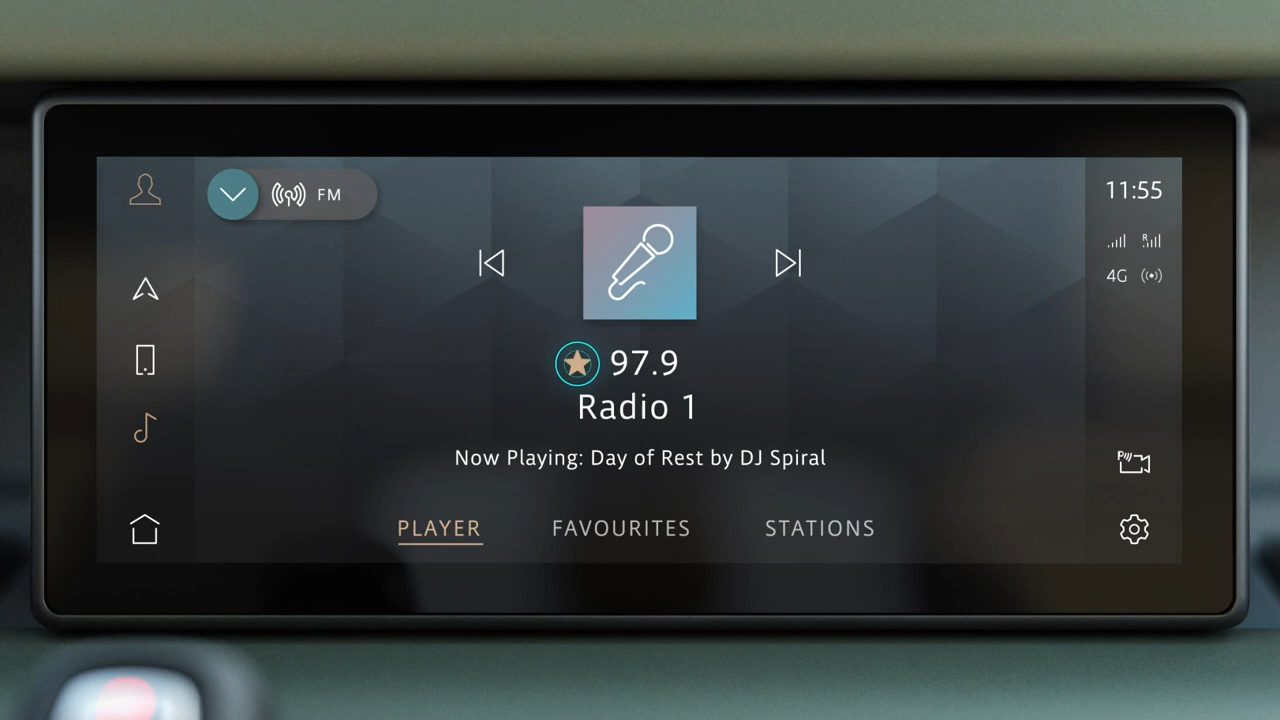 FM
11:55
R
4G
97.9
Radio 1
Now Playing: Day of Rest by DJ Spiral
P
PLAYER FAVOURITES STATIONS